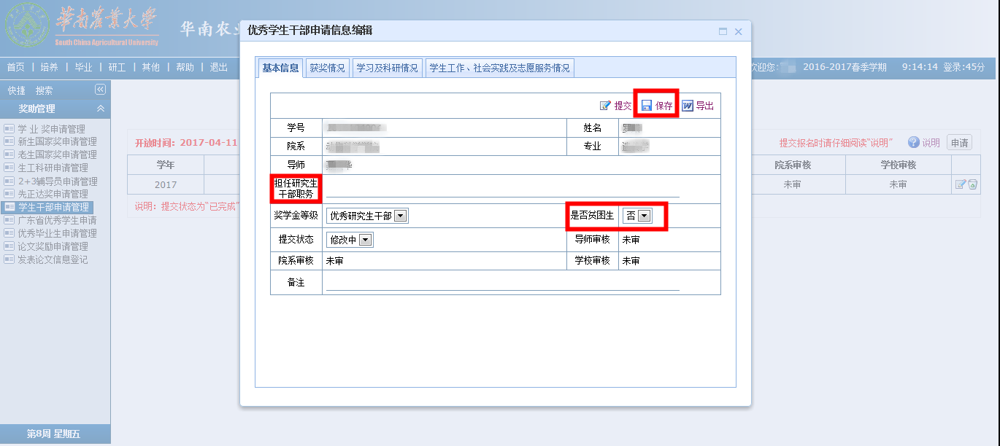 華南農業大學
South China Agricultural University
华南农业
首页 | 培养 | 毕业 | 研工 | 其他 | 帮助 | 退出
欢迎您: 2016-2017春季学期 9:14:14 登录:45分
快捷 搜索
奖助管理
学 业 奖申请管理
新生国家奖申请管理
老生国家奖申请管理
生工科研申请管理
2+3辅导员申请管理
先正达奖申请管理
学生干部申请管理
广东省优秀学生申请
优秀毕业生申请管理
论文奖励申请管理
发表论文信息登记
第8周 星期五
开放时间: 2017-04-11
提交报名时请仔细阅读“说明” 说明 申请
学年 院系审核 学校审核
2017 未审 未审
说明: 提交状态为“已完成”
优秀学生干部申请信息编辑
基本信息 获奖情况 学习及科研情况 学生工作、社会实践及志愿服务情况
提交 保存 导出
学号 姓名
院系 专业
导师
担任研究生
干部职务
奖学金等级 优秀研究生干部 是否贫困生 否
提交状态 修改中 导师审核 未审
院系审核 未审 学校审核 未审
备注